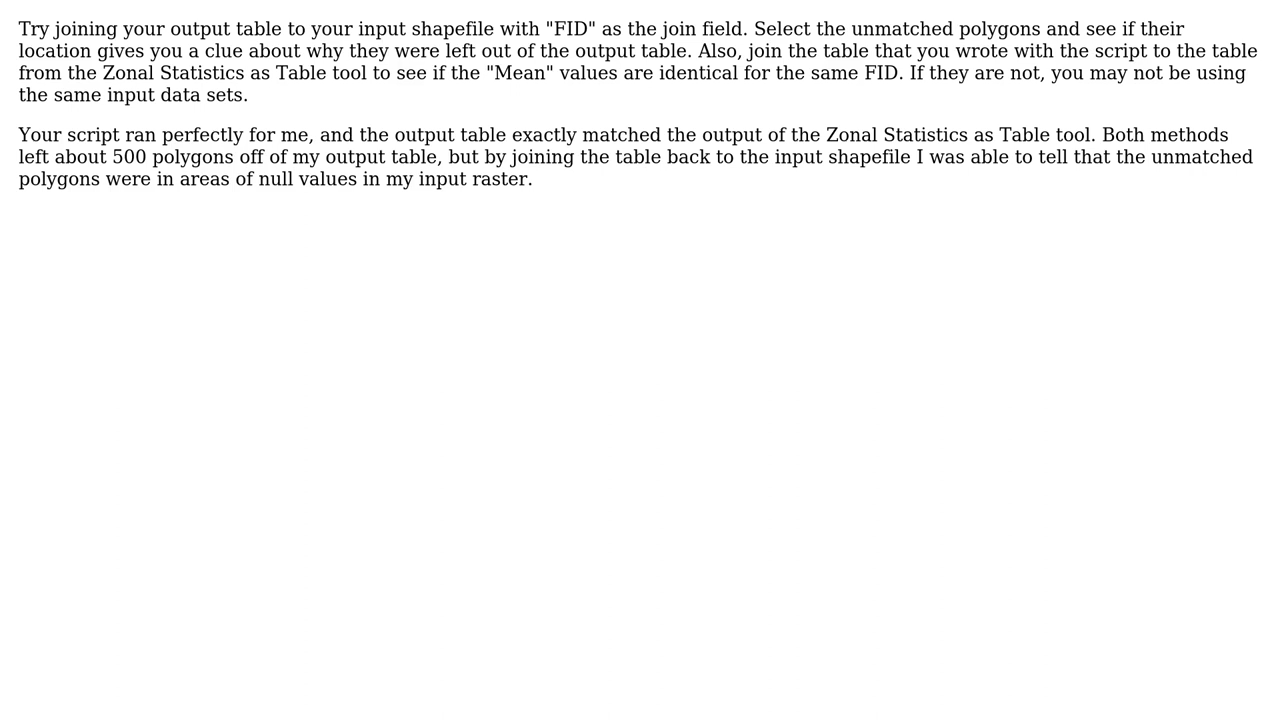 Try joining your output table to your input shapefile with "FID" as the join field. Select the unmatched polygons and see if their
location gives you a clue about why they were left out of the output table. Also, join the table that you wrote with the script to the table
from the Zonal Statistics as Table tool to see if the "Mean" values are identical for the same FID. If they are not, you may not be using
the same input data sets.
Your script ran perfectly for me, and the output table exactly matched the output of the Zonal Statistics as Table tool. Both methods
left about 500 polygons off of my output table, but by joining the table back to the input shapefile I was able to tell that the unmatched
polygons were in areas of null values in my input raster.